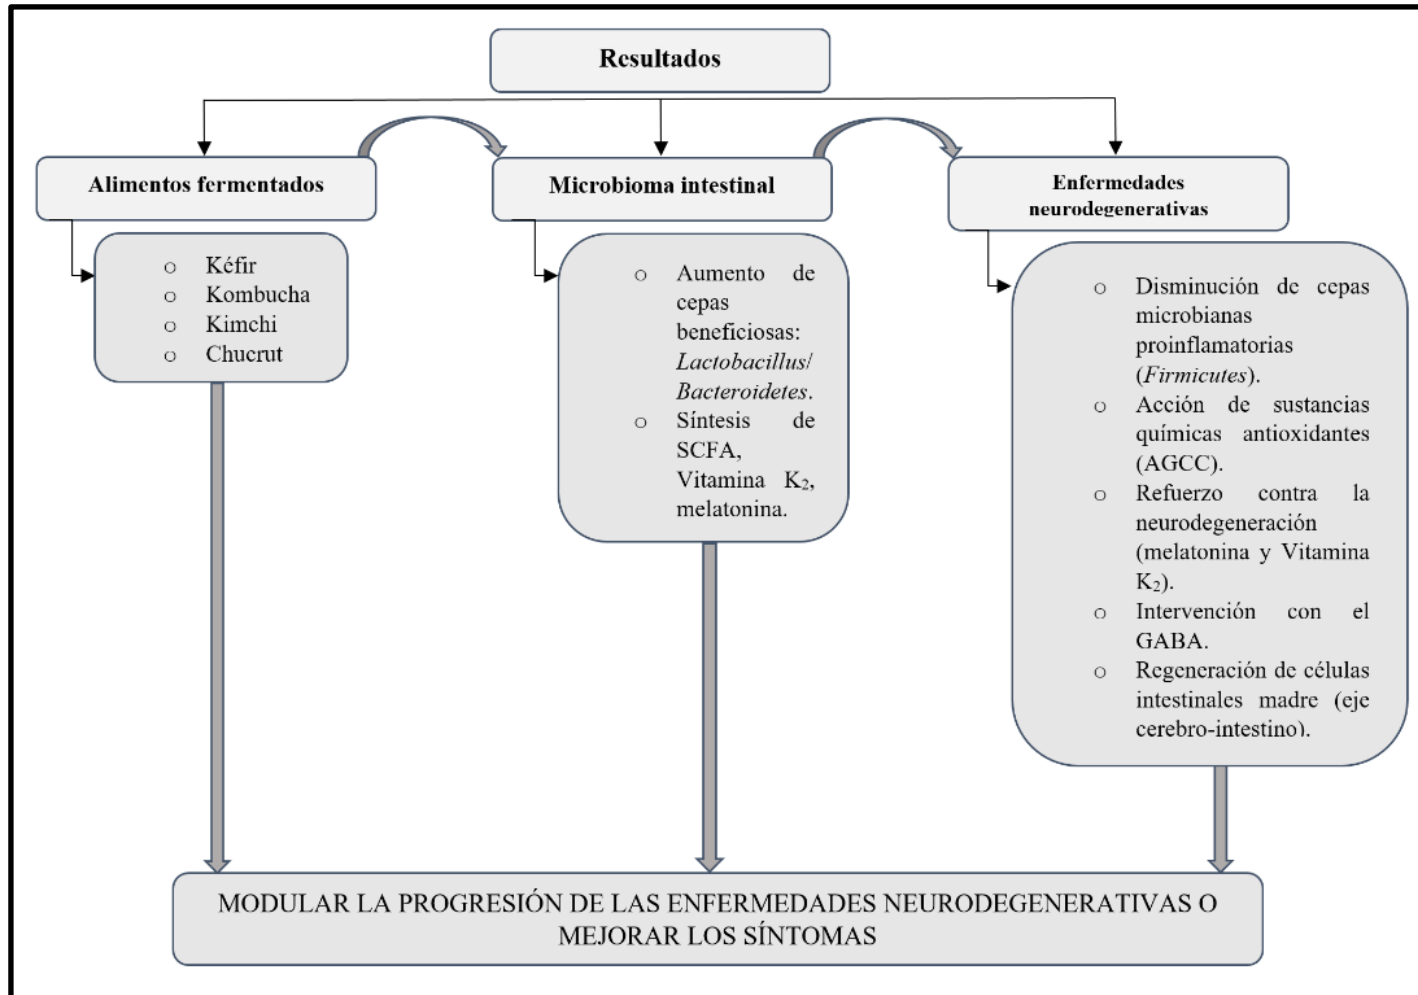 Resultados
Alimentos fermentados
Microbioma intestinal
Enfermedades
neurodegenerativas
o Kéfir
o Kombucha
o Kimchi
o Chucrut
o Aumento de
cepas
beneficiosas:
Lactobacillus/
Bacteroidetes.
o Síntesis de
SCFA,
Vitamina K₂,
melatonina.
o Disminución de cepas
microbianas
proinflamatorias
(Firmicutes).
o Acción de sustancias
químicas antioxidantes
(AGCC).
o Refuerzo contra la
neurodegeneración
(melatonina y Vitamina
K₂).
o Intervención con el
GABA.
o Regeneración de células
intestinales madre (eje
cerebro-intestino).
MODULAR LA PROGRESIÓN DE LAS ENFERMEDADES NEURODEGENERATIVAS O
MEJORAR LOS SÍNTOMAS